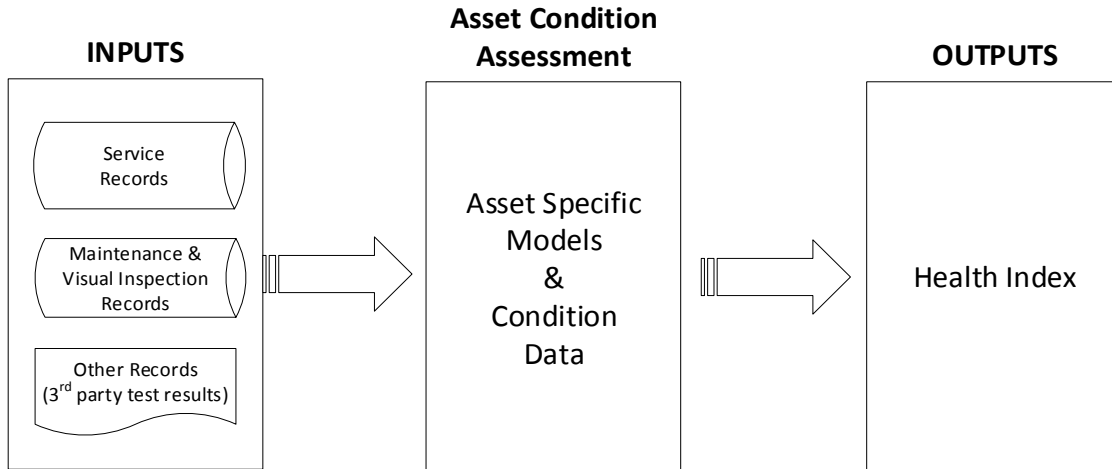 INPUTS
Service
Records
Maintenance &
Visual Inspection
Records
Other Records
(3rd party test results)
Asset Condition
Assessment
Asset Specific
Models
&
Condition
Data
OUTPUTS
Health Index